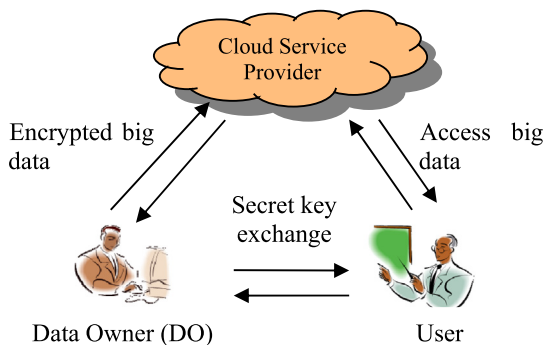 Cloud Service
Provider
Encrypted big
data
Access big
data
Secret key
exchange
Data Owner (DO)
User